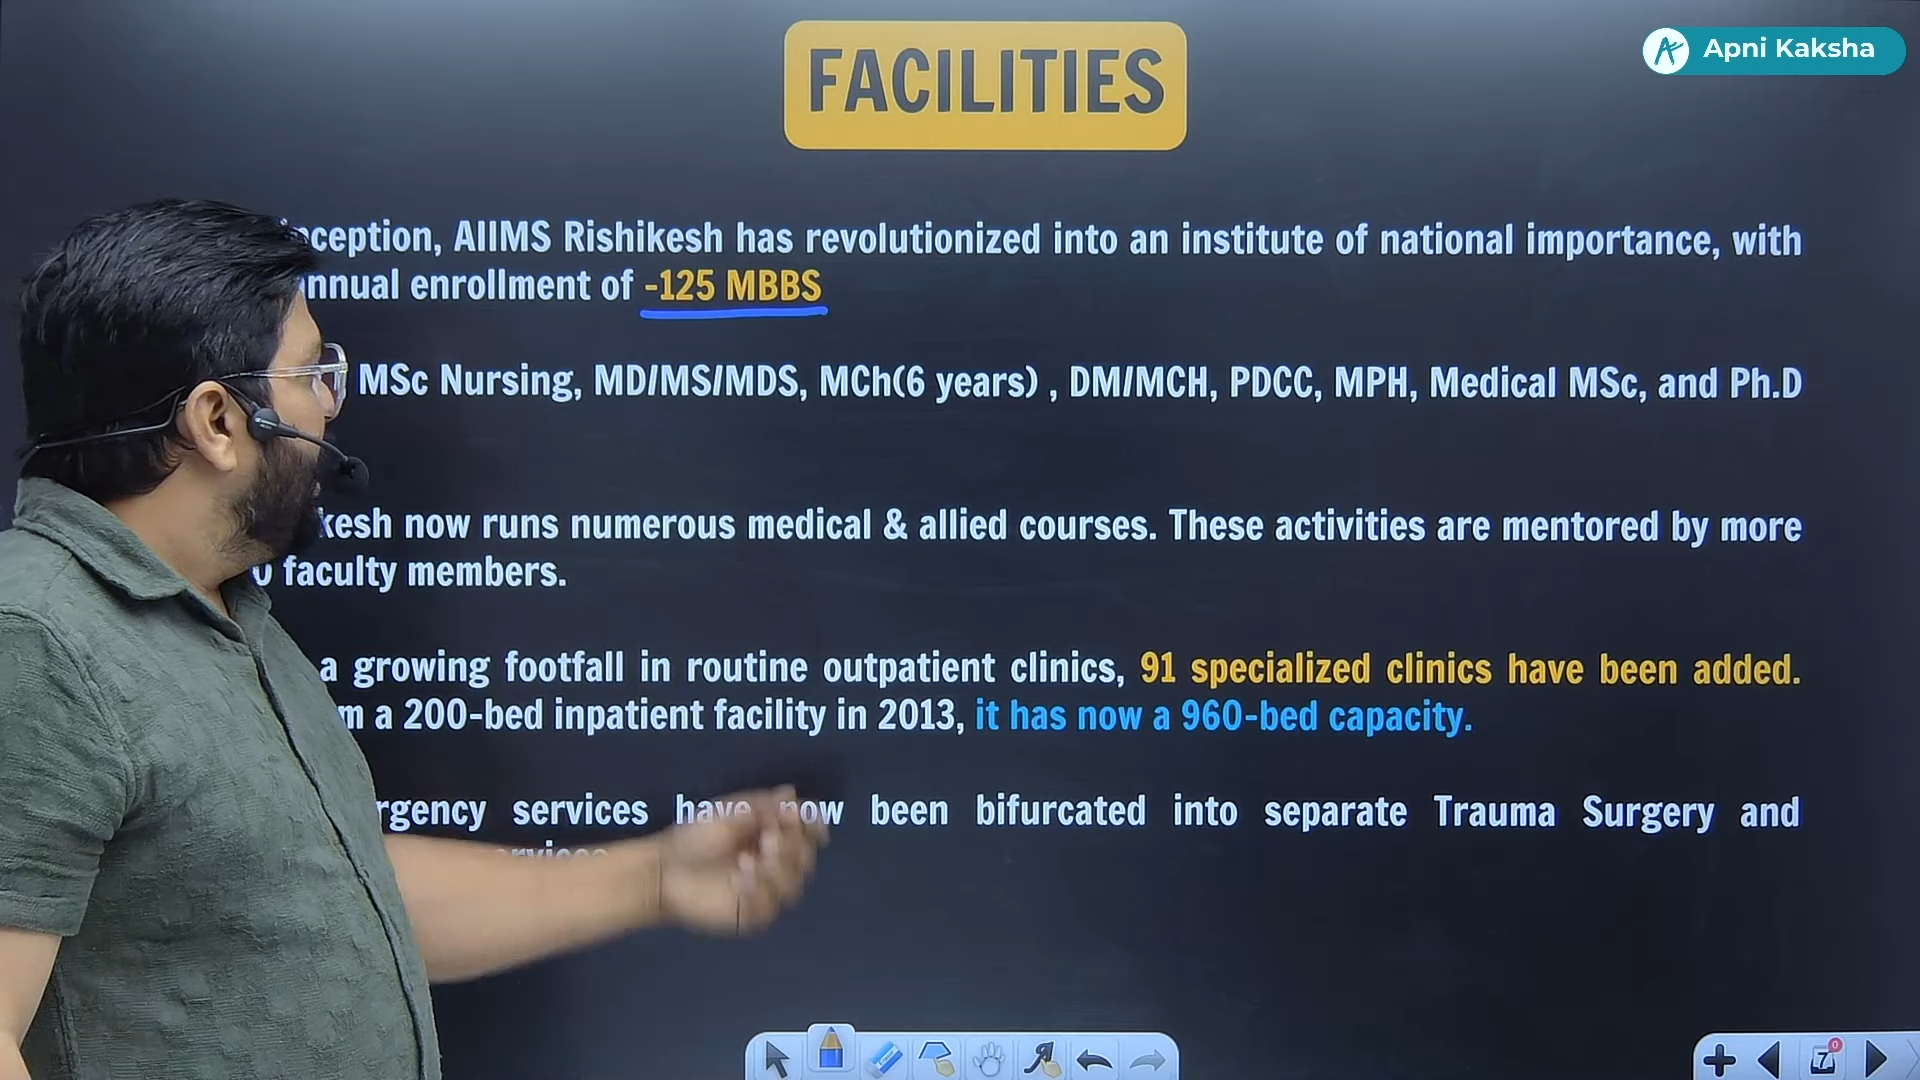 FACILITIES
Apni Kaksha
AIIMS Rishikesh has revolutionized into an institute of national importance, with
enrollment of -125 MBBS
MSc Nursing, MD/MS/MDS, MCh(6 years) , DM/MCH, PDCC, MPH, Medical MSc, and Ph.D
now runs numerous medical & allied courses. These activities are mentored by more
faculty members.
a growing footfall in routine outpatient clinics, 91 specialized clinics have been added.
a 200-bed inpatient facility in 2013, it has now a 960-bed capacity.
services have now been bifurcated into separate Trauma Surgery and
7
0